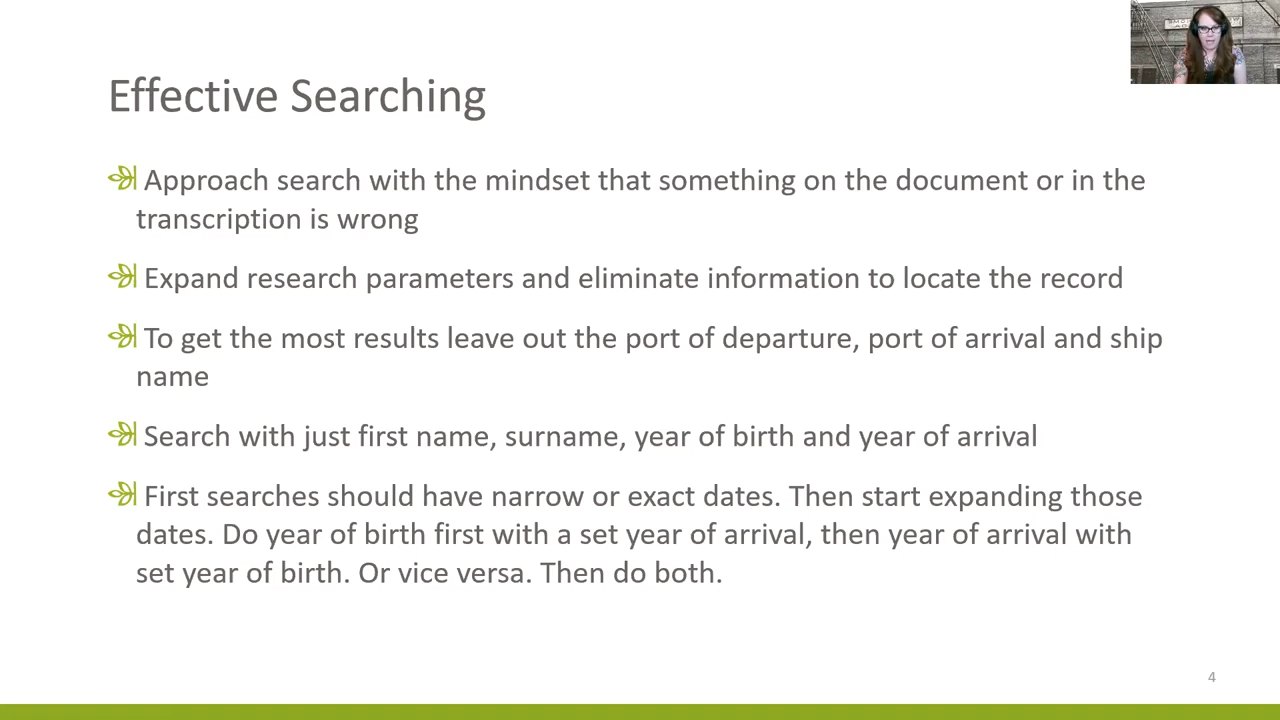 Effective Searching
Approach search with the mindset that something on the document or in the
transcription is wrong
Expand research parameters and eliminate information to locate the record
To get the most results leave out the port of departure, port of arrival and ship
name
Search with just first name, surname, year of birth and year of arrival
First searches should have narrow or exact dates. Then start expanding those
dates. Do year of birth first with a set year of arrival, then year of arrival with
set year of birth. Or vice versa. Then do both.
4